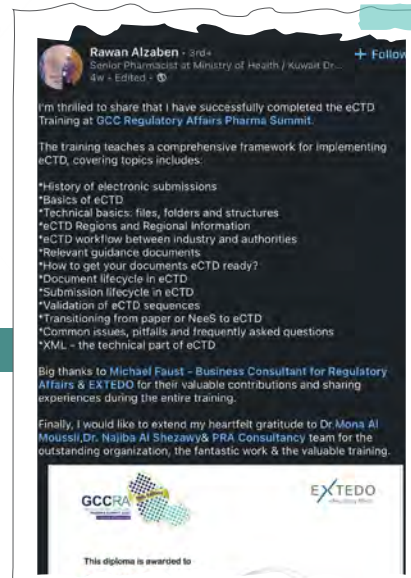 Rawan Alzaben · 3rd+
+ Follow
Senior Pharmacist at Ministry of Health / Kuwait Dr...
4w · Edited ·
I'm thrilled to share that I have successfully completed the eCTD
Training at GCC Regulatory Affairs Pharma Summit.
The training teaches a comprehensive framework for implementing
eCTD, covering topics includes:
*History of electronic submissions
*Basics of eCTD
*Technical basics: files, folders and structures
*eCTD Regions and Regional Information
*eCTD workflow between industry and authorities
*Relevant guidance documents
*How to get your documents eCTD ready?
*Document lifecycle in eCTD
*Submission lifecycle in eCTD
*Validation of eCTD sequences
*Transitioning from paper or NeeS to eCTD
*Common issues, pitfalls and frequently asked questions
*XML - the technical part of eCTD
Big thanks to Michael Faust - Business Consultant for Regulatory
Affairs & EXTEDO for their valuable contributions and sharing
experiences during the entire training.
Finally, I would like to extend my heartfelt gratitude to Dr.Mona Al
Moussli,Dr. Najiba Al Shezawy& PRA Consultancy team for the
outstanding organization, the fantastic work & the valuable training.
GCCRA
EXTEDO
This diploma is awarded to